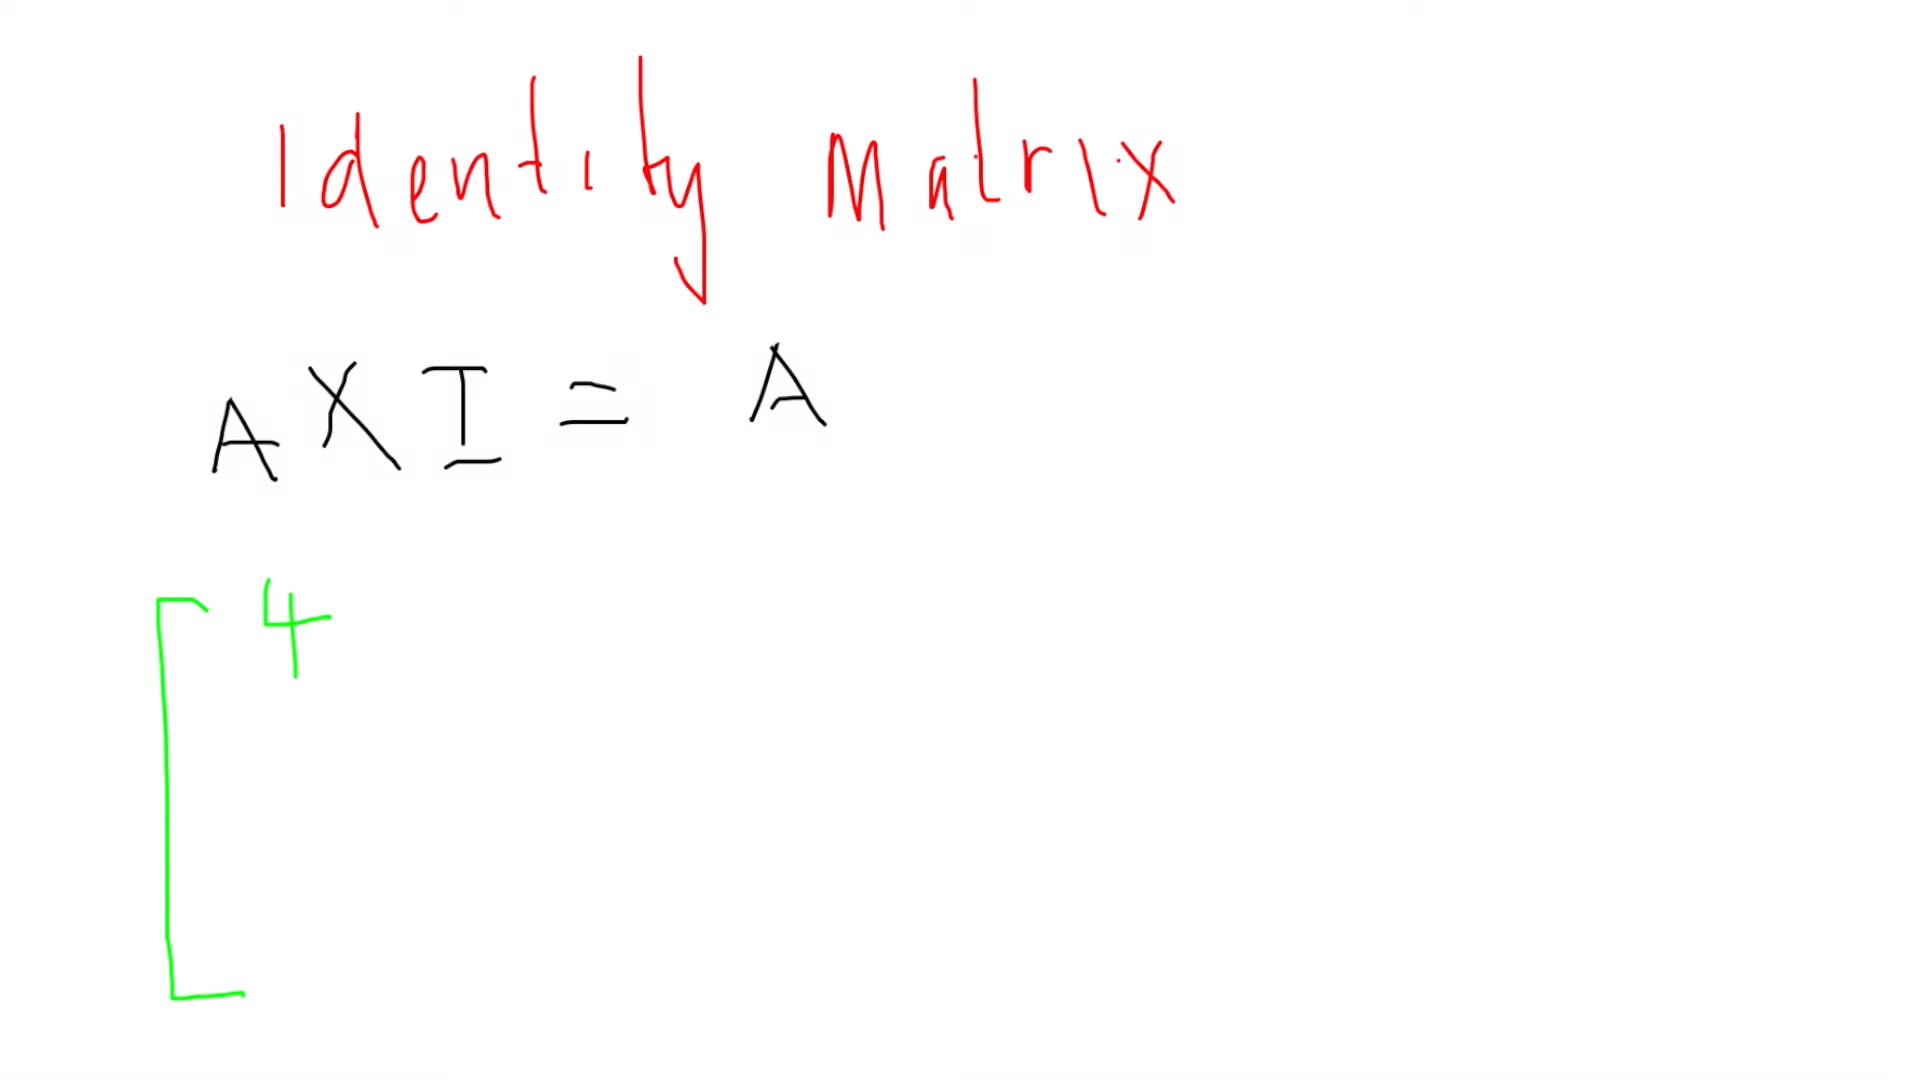 Identity Matrix
A X I = A
[ 4